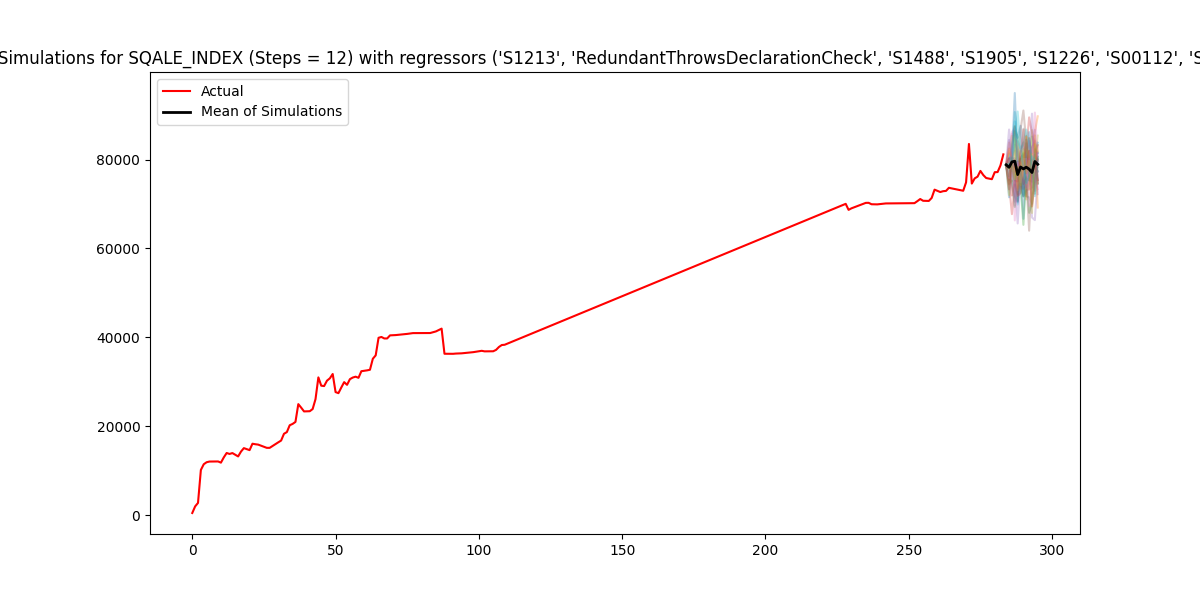 Simulations for SQALE_INDEX (Steps = 12) with regressors ('S1213', 'RedundantThrowsDeclarationCheck', 'S1488', 'S1905', 'S1226', 'S00112', 'S
Actual
Mean of Simulations
80000
60000
40000
20000
0
0 50 100 150 200 250 300